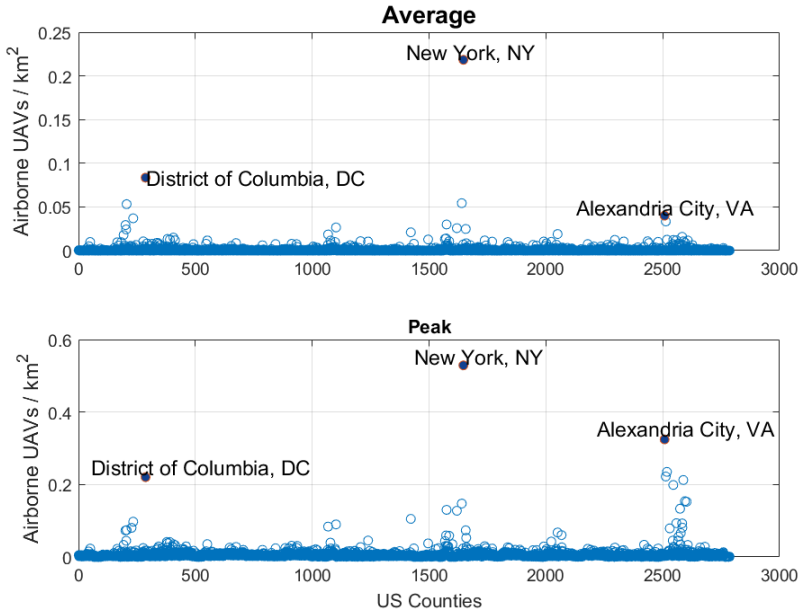 Average
0.25
New York, NY
0.2
0.15
0.1
District of Columbia, DC
0.05
Alexandria City, VA
0
Airborne UAVs / km²
0 500 1000 1500 2000 2500 3000
Peak
0.6
New York, NY
0.4
Alexandria City, VA
District of Columbia, DC
0.2
0
Airborne UAVs / km²
0 500 1000 1500 2000 2500 3000
US Counties